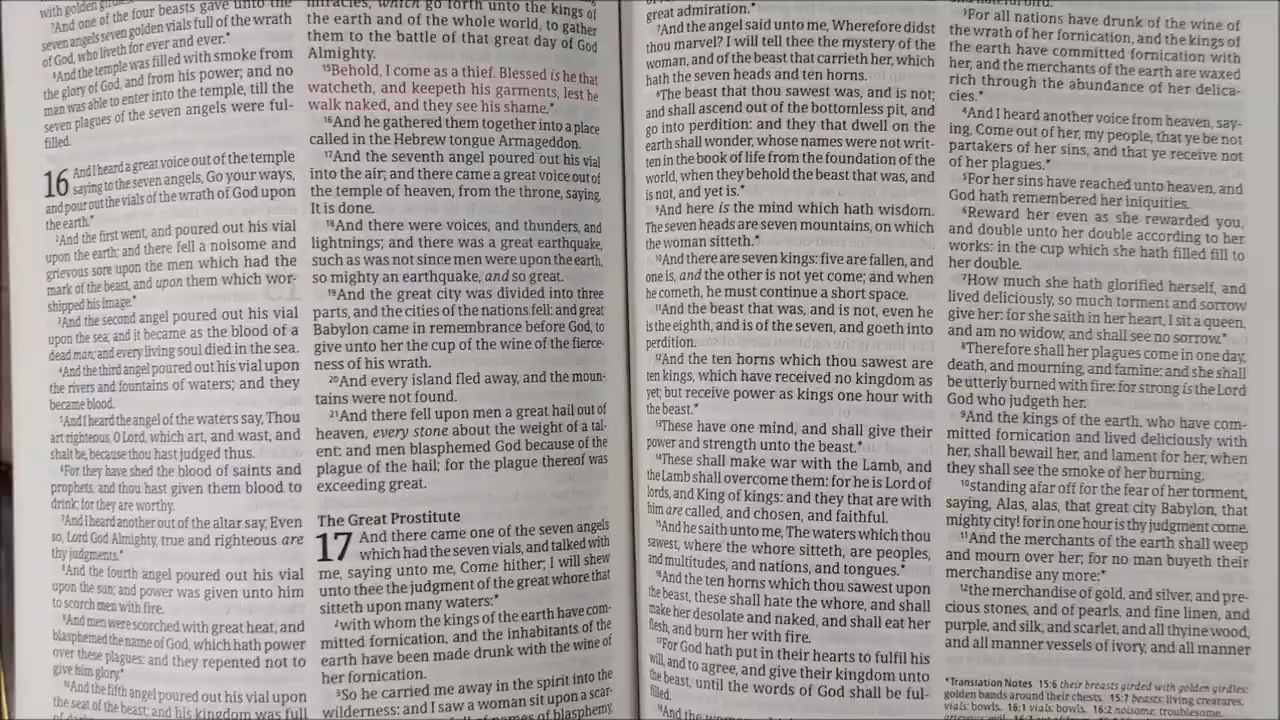 with golden
⁷And one of the four beasts gave unto the
seven angels seven golden vials full of the wrath
of God, who liveth for ever and ever.*
⁸And the temple was filled with smoke from
the glory of God, and from his power; and no
man was able to enter into the temple, till the
seven plagues of the seven angels were ful-
filled.
16 And I heard a great voice out of the temple
saying to the seven angels, Go your ways,
and pour out the vials of the wrath of God upon
the earth.*
²And the first went, and poured out his vial
upon the earth; and there fell a noisome and
grievous sore upon the men which had the
mark of the beast, and upon them which wor-
shipped his image.*
³And the second angel poured out his vial
upon the sea; and it became as the blood of a
dead man; and every living soul died in the sea.
⁴And the third angel poured out his vial upon
the rivers and fountains of waters; and they
became blood.
⁵And I heard the angel of the waters say, Thou
art righteous, O Lord, which art, and wast, and
shalt be, because thou hast judged thus.
⁶For they have shed the blood of saints and
prophets, and thou hast given them blood to
drink; for they are worthy.
⁷And I heard another out of the altar say, Even
so, Lord God Almighty, true and righteous are
thy judgments.*
⁸And the fourth angel poured out his vial
upon the sun; and power was given unto him
to scorch men with fire.
⁹And men were scorched with great heat, and
blasphemed the name of God, which hath power
over these plagues: and they repented not to
give him glory.*
¹⁰And the fifth angel poured out his vial upon
the seat of the beast; and his kingdom was full
miracles, which go forth unto the kings of
the earth and of the whole world, to gather
them to the battle of that great day of God
Almighty.
¹⁵Behold, I come as a thief. Blessed is he that
watcheth, and keepeth his garments, lest he
walk naked, and they see his shame.*
¹⁶And he gathered them together into a place
called in the Hebrew tongue Armageddon.
¹⁷And the seventh angel poured out his vial
into the air; and there came a great voice out of
the temple of heaven, from the throne, saying,
It is done.
¹⁸And there were voices, and thunders, and
lightnings; and there was a great earthquake,
such as was not since men were upon the earth,
so mighty an earthquake, and so great.
¹⁹And the great city was divided into three
parts, and the cities of the nations fell: and great
Babylon came in remembrance before God, to
give unto her the cup of the wine of the fierce-
ness of his wrath.
²⁰And every island fled away, and the moun-
tains were not found.
²¹And there fell upon men a great hail out of
heaven, every stone about the weight of a tal-
ent: and men blasphemed God because of the
plague of the hail; for the plague thereof was
exceeding great.
The Great Prostitute
17 And there came one of the seven angels
which had the seven vials, and talked with
me, saying unto me, Come hither; I will shew
unto thee the judgment of the great whore that
sitteth upon many waters:*
²with whom the kings of the earth have com-
mitted fornication, and the inhabitants of the
earth have been made drunk with the wine of
her fornication.
³So he carried me away in the spirit into the
wilderness: and I saw a woman sit upon a scar-
names of blasphemy,
great admiration.*
⁷And the angel said unto me, Wherefore didst
thou marvel? I will tell thee the mystery of the
woman, and of the beast that carrieth her, which
hath the seven heads and ten horns.
⁸The beast that thou sawest was, and is not;
and shall ascend out of the bottomless pit, and
go into perdition: and they that dwell on the
earth shall wonder, whose names were not writ-
ten in the book of life from the foundation of the
world, when they behold the beast that was, and
is not, and yet is.*
⁹And here is the mind which hath wisdom.
The seven heads are seven mountains, on which
the woman sitteth.*
¹⁰And there are seven kings: five are fallen, and
one is, and the other is not yet come; and when
he cometh, he must continue a short space.
¹¹And the beast that was, and is not, even he
is the eighth, and is of the seven, and goeth into
perdition.
¹²And the ten horns which thou sawest are
ten kings, which have received no kingdom as
yet; but receive power as kings one hour with
the beast.*
¹³These have one mind, and shall give their
power and strength unto the beast.*
¹⁴These shall make war with the Lamb, and
the Lamb shall overcome them: for he is Lord of
lords, and King of kings: and they that are with
him are called, and chosen, and faithful.
¹⁵And he saith unto me, The waters which thou
sawest, where the whore sitteth, are peoples,
and multitudes, and nations, and tongues.*
¹⁶And the ten horns which thou sawest upon
the beast, these shall hate the whore, and shall
make her desolate and naked, and shall eat her
flesh, and burn her with fire.
¹⁷For God hath put in their hearts to fulfil his
will, and to agree, and give their kingdom unto
the beast, until the words of God shall be ful-
filled.
¹⁸And the
³For all nations have drunk of the wine of
the wrath of her fornication, and the kings of
the earth have committed fornication with
her, and the merchants of the earth are waxed
rich through the abundance of her delica-
cies.*
⁴And I heard another voice from heaven, say-
ing, Come out of her, my people, that ye be not
partakers of her sins, and that ye receive not
of her plagues.*
⁵For her sins have reached unto heaven, and
God hath remembered her iniquities.
⁶Reward her even as she rewarded you,
and double unto her double according to her
works: in the cup which she hath filled fill to
her double.
⁷How much she hath glorified herself, and
lived deliciously, so much torment and sorrow
give her: for she saith in her heart, I sit a queen,
and am no widow, and shall see no sorrow.*
⁸Therefore shall her plagues come in one day,
death, and mourning, and famine; and she shall
be utterly burned with fire: for strong is the Lord
God who judgeth her.
⁹And the kings of the earth, who have com-
mitted fornication and lived deliciously with
her, shall bewail her, and lament for her, when
they shall see the smoke of her burning,
¹⁰standing afar off for the fear of her torment,
saying, Alas, alas, that great city Babylon, that
mighty city! for in one hour is thy judgment come.
¹¹And the merchants of the earth shall weep
and mourn over her; for no man buyeth their
merchandise any more:*
¹²the merchandise of gold, and silver, and pre-
cious stones, and of pearls, and fine linen, and
purple, and silk, and scarlet, and all thyine wood,
and all manner vessels of ivory, and all manner
*Translation Notes 15:6 their breasts girded with golden girdles:
golden bands around their chests. 15:7 beasts: living creatures.
vials: bowls. 16:1 vials: bowls. 16:2 noisome: troublesome.